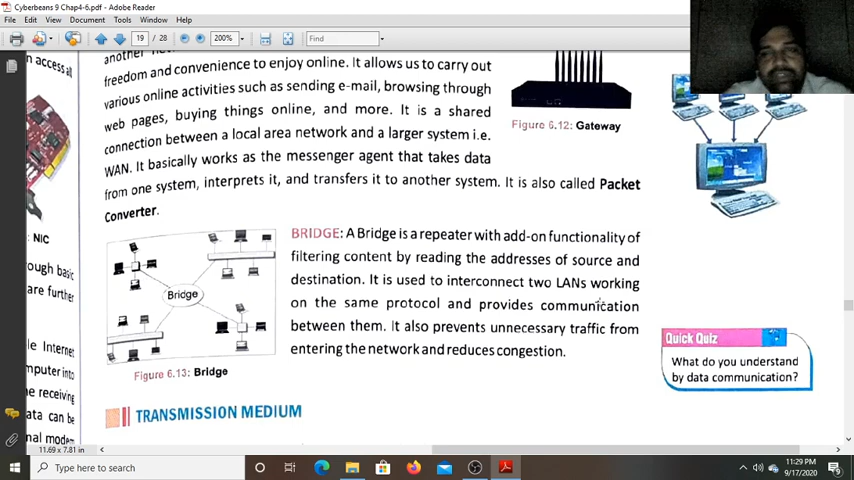 Cyberbeans 9 Chap4-6.pdf - Adobe Reader
File Edit View Document Tools Window Help
19 / 28 200% Find
n access all
another
freedom and convenience to enjoy online. It allows us to carry out
various online activities such as sending e-mail, browsing through
web pages, buying things online, and more. It is a shared
connection between a local area network and a larger system i.e.
WAN. It basically works as the messenger agent that takes data
from one system, interprets it, and transfers it to another system. It is also called Packet
Converter.
Figure 6.12: Gateway
: NIC
rough basic
are further
le Internet
mputer into
ne receiving
ata can be
nal modem
Bridge
Figure 6.13: Bridge
BRIDGE: A Bridge is a repeater with add-on functionality of
filtering content by reading the addresses of source and
destination. It is used to interconnect two LANs working
on the same protocol and provides communication
between them. It also prevents unnecessary traffic from
entering the network and reduces congestion.
TRANSMISSION MEDIUM
Quick Quiz
What do you understand
by data communication?
11.69 x 7.81 in
Type here to search
11:29 PM
9/17/2020